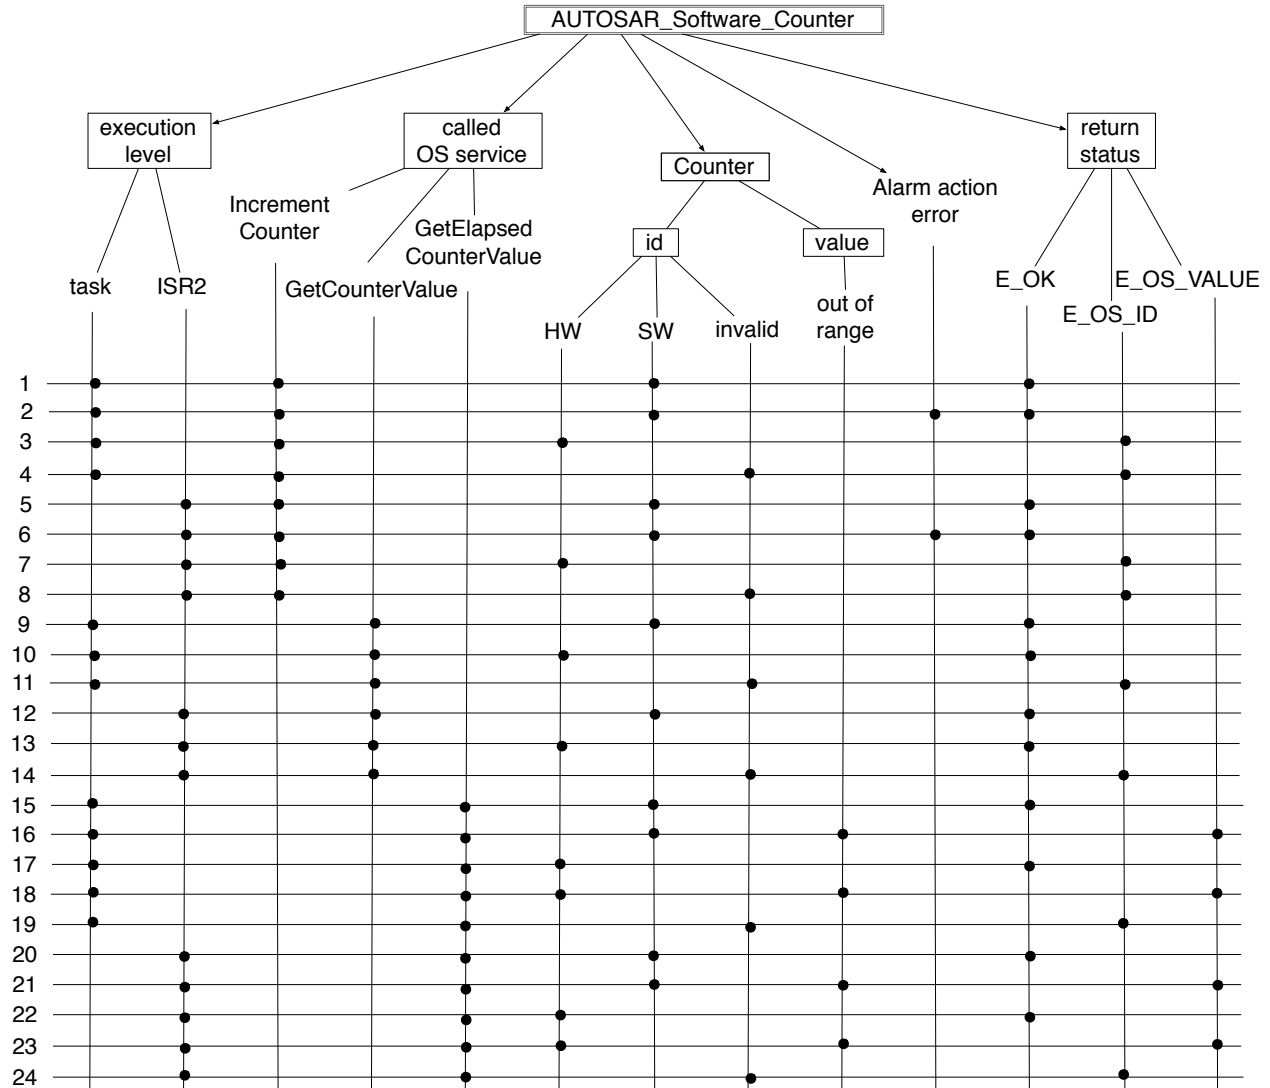 AUTOSAR_Software_Counter
execution
level
called
OS service
return
status
Counter
Alarm action
error
Increment
Counter
GetElapsed
CounterValue
id
value
task
ISR2
GetCounterValue
E_OK
E_OS_VALUE
E_OS_ID
out of
range
HW
SW
invalid
1
2
3
4
5
6
7
8
9
10
11
12
13
14
15
16
17
18
19
20
21
22
23
24